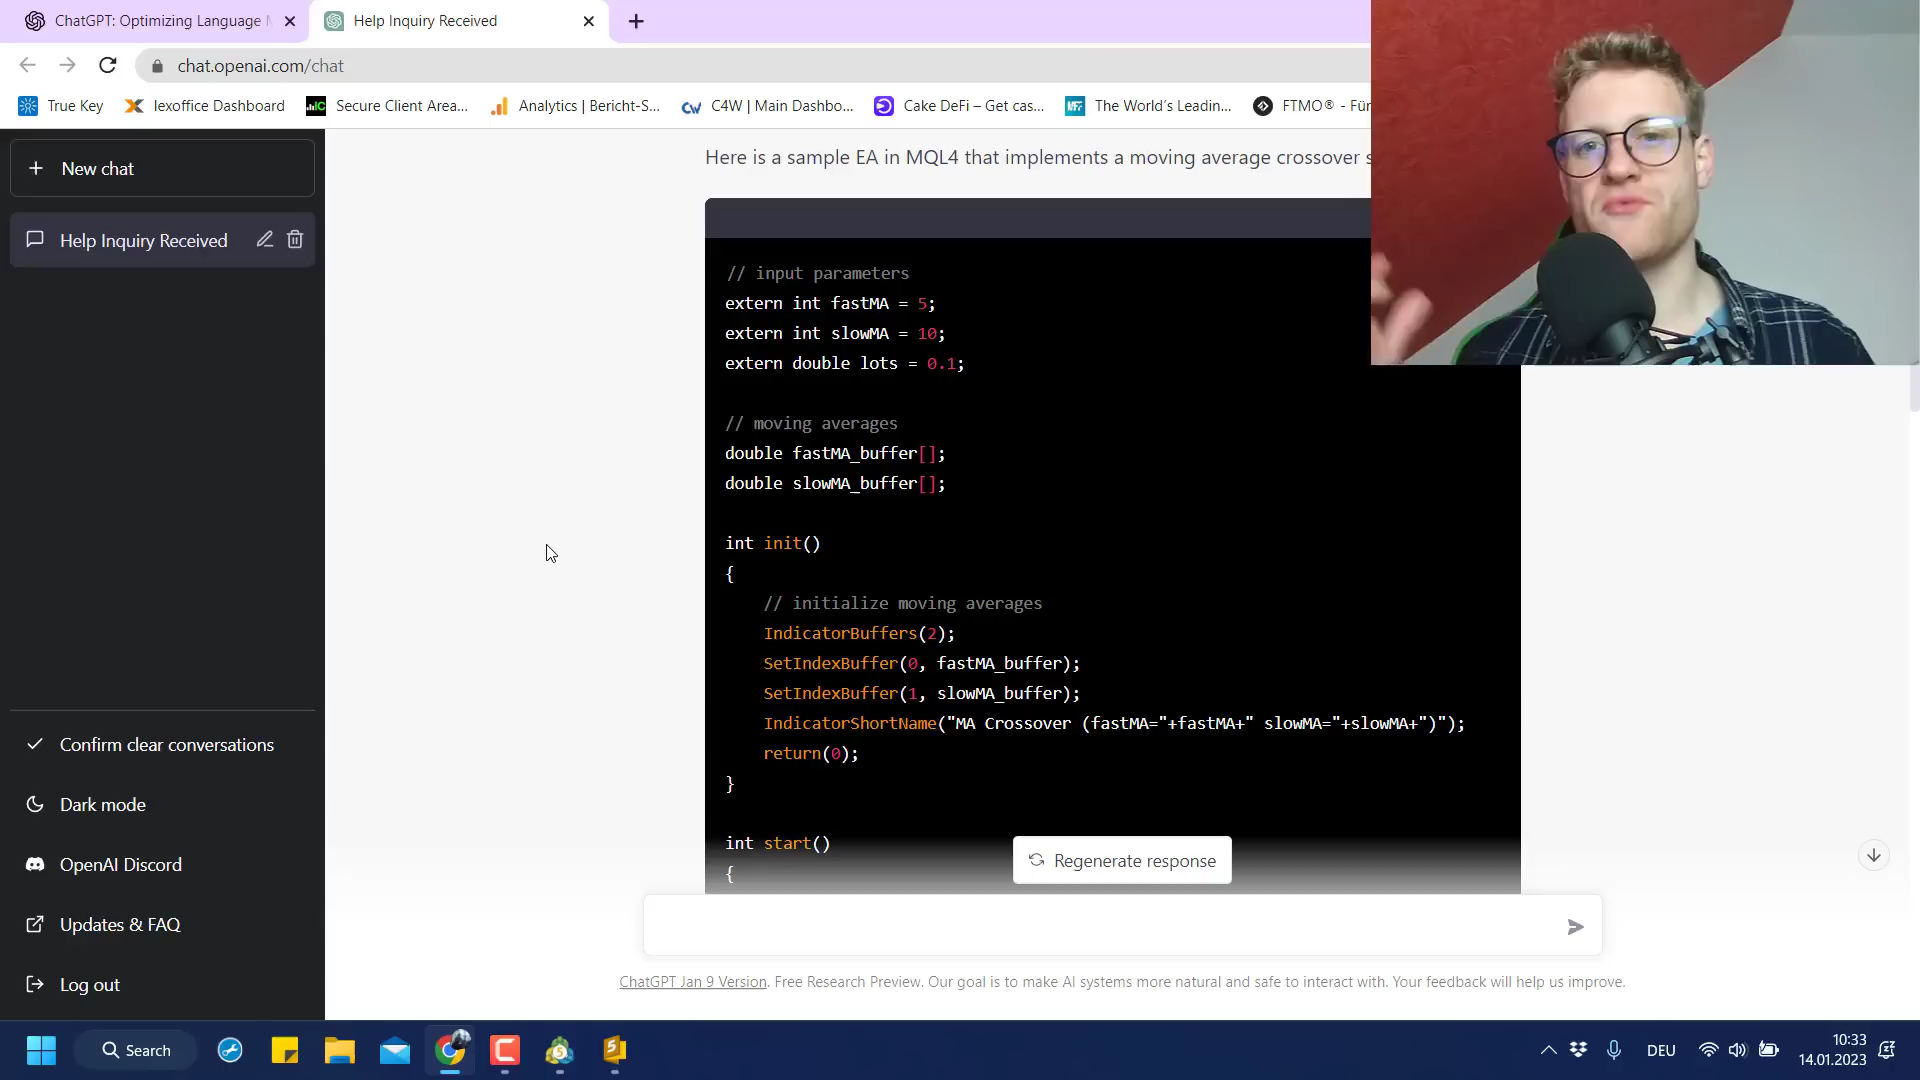 ChatGPT: Optimizing Language M
Help Inquiry Received
chat.openai.com/chat
True Key
lexoffice Dashboard
Secure Client Area...
Analytics | Bericht-S...
C4W | Main Dashbo...
Cake DeFi – Get cas...
The World's Leadin...
FTMO® - Für
New chat
Help Inquiry Received
Here is a sample EA in MQL4 that implements a moving average crossover s
// input parameters
extern int fastMA = 5;
extern int slowMA = 10;
extern double lots = 0.1;
// moving averages
double fastMA_buffer[];
double slowMA_buffer[];
int init()
{
// initialize moving averages
IndicatorBuffers(2);
SetIndexBuffer(0, fastMA_buffer);
SetIndexBuffer(1, slowMA_buffer);
IndicatorShortName("MA Crossover (fastMA="+fastMA+" slowMA="+slowMA+")");
return(0);
}
int start()
{
Regenerate response
Confirm clear conversations
Dark mode
OpenAI Discord
Updates & FAQ
Log out
ChatGPT Jan 9 Version. Free Research Preview. Our goal is to make AI systems more natural and safe to interact with. Your feedback will help us improve.
Search
DEU
10:33
14.01.2023